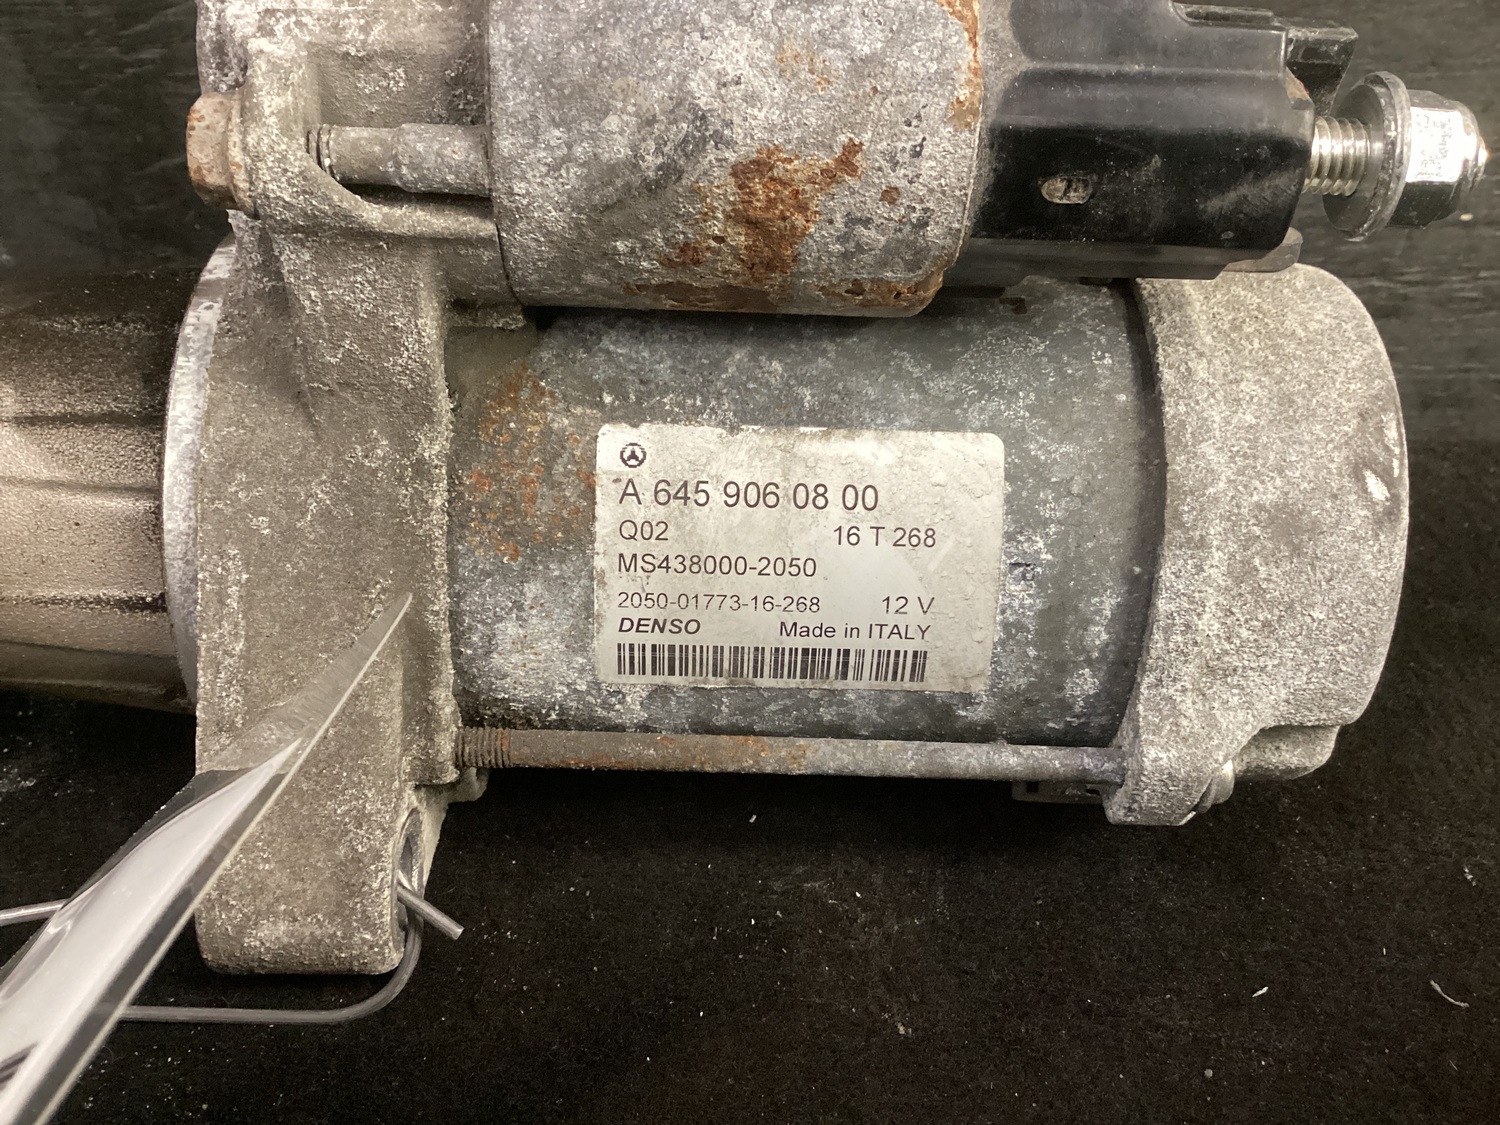 A 645 906 08 00
Q02 16 T 268
MS438000-2050
2050-01773-16-268 12 V
DENSO Made in ITALY